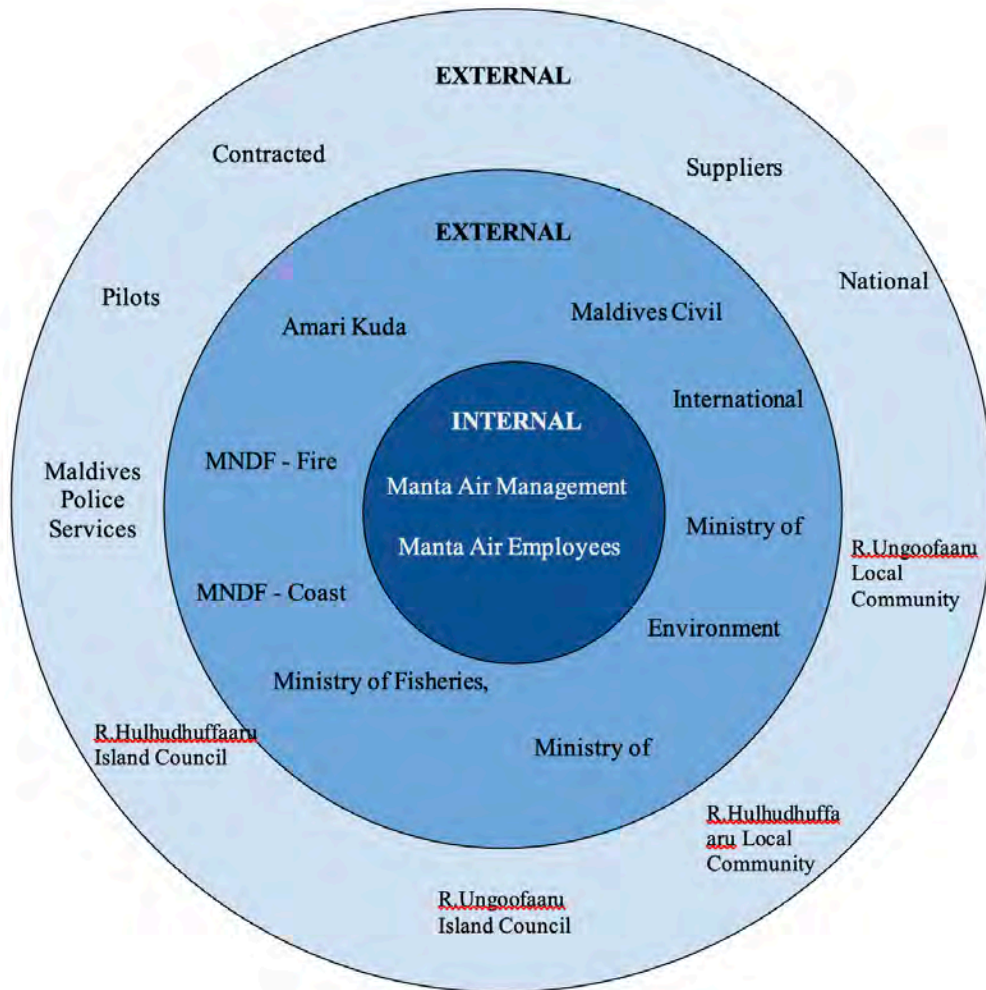 EXTERNAL
Contracted
Suppliers
Pilots
National
Maldives
Police
Services
R.Ungoofaaru
Local
Community
R.Hulhudhuffaaru
Island Council
R.Hulhudhuffa
aru Local
Community
R.Ungoofaaru
Island Council
EXTERNAL
Amari Kuda
Maldives Civil
International
MNDF - Fire
Ministry of
MNDF - Coast
Environment
Ministry of Fisheries,
Ministry of
INTERNAL
Manta Air Management
Manta Air Empoyees